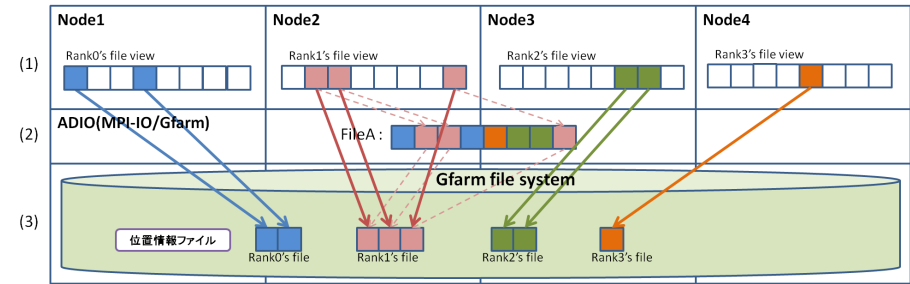 Node1 Node2 Node3 Node4
(1)
Rank0's file view Rank1's file view Rank2's file view Rank3's file view
ADIO(MPI-IO/Gfarm)
(2)
FileA :
Gfarm file system
(3)
位置情報ファイル
Rank0's file Rank1's file Rank2's file Rank3's file